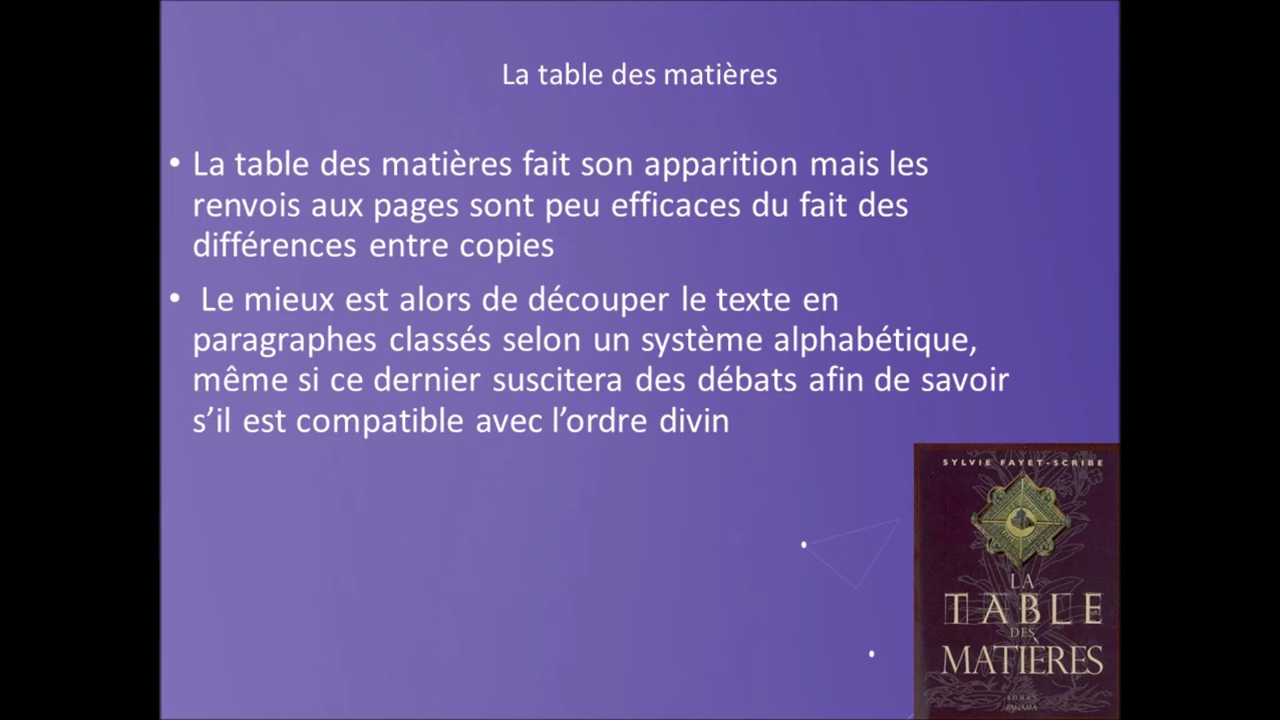 La table des matières
• La table des matières fait son apparition mais les
renvois aux pages sont peu efficaces du fait des
différences entre copies
• Le mieux est alors de découper le texte en
paragraphes classés selon un système alphabétique,
même si ce dernier suscitera des débats afin de savoir
s’il est compatible avec l’ordre divin
SYLVIE FAYET-SCRIBE
LA
TABLE
DES
MATIÈRES